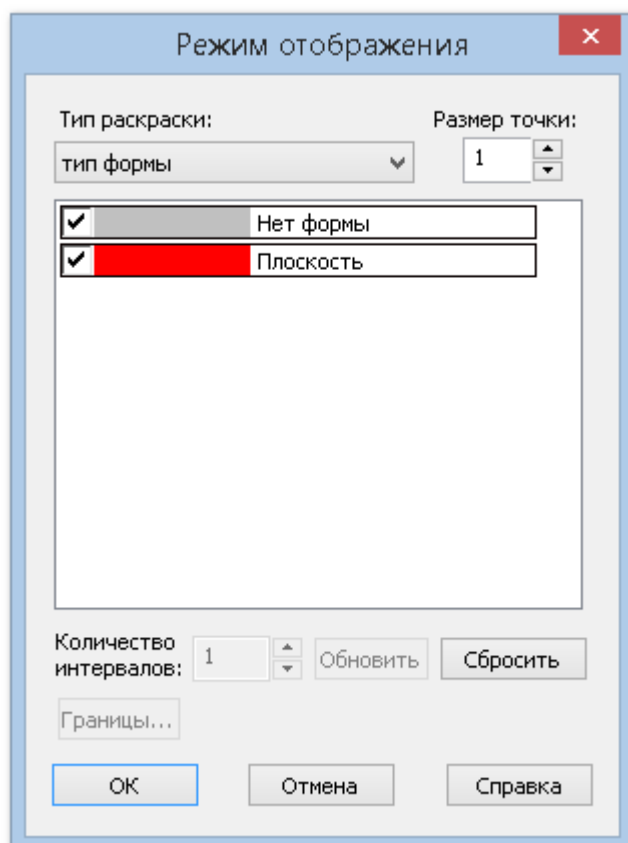 Режим отображения
Тип раскраски:
Размер точки:
тип формы
1
Нет формы
Плоскость
Количество
интервалов:
1
Обновить
Сбросить
Границы...
ОК
Отмена
Справка